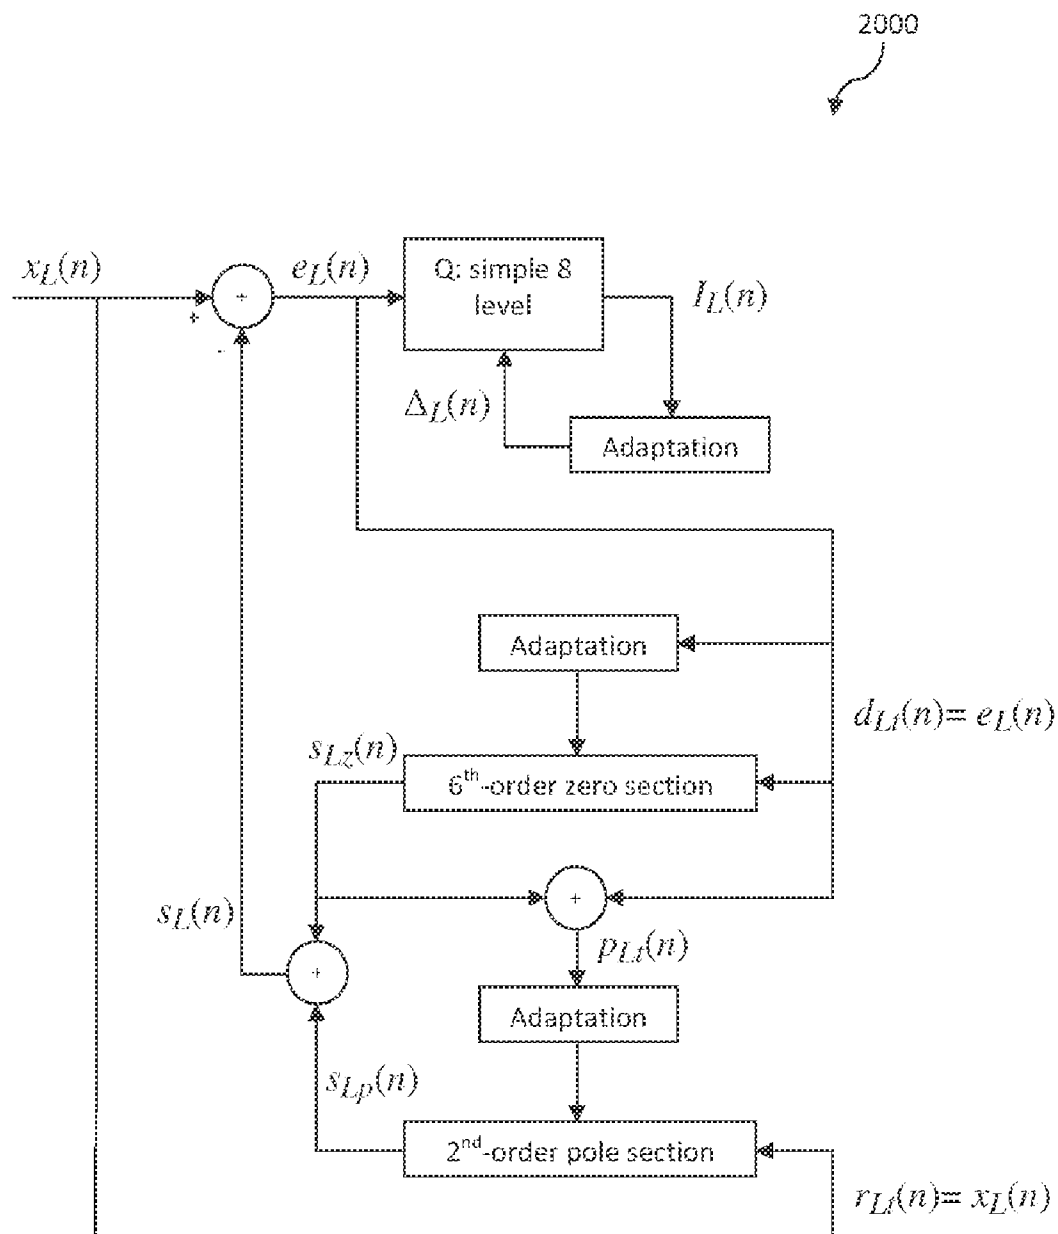 2000
x_L(n)
+
+
-
e_L(n)
Q: simple 8
level
I_L(n)
Δ_L(n)
Adaptation
Adaptation
d_Lt(n)= e_L(n)
s_Lz(n)
6th-order zero section
+
s_L(n)
p_Lt(n)
+
Adaptation
s_Lp(n)
2nd-order pole section
r_Lt(n)= x_L(n)